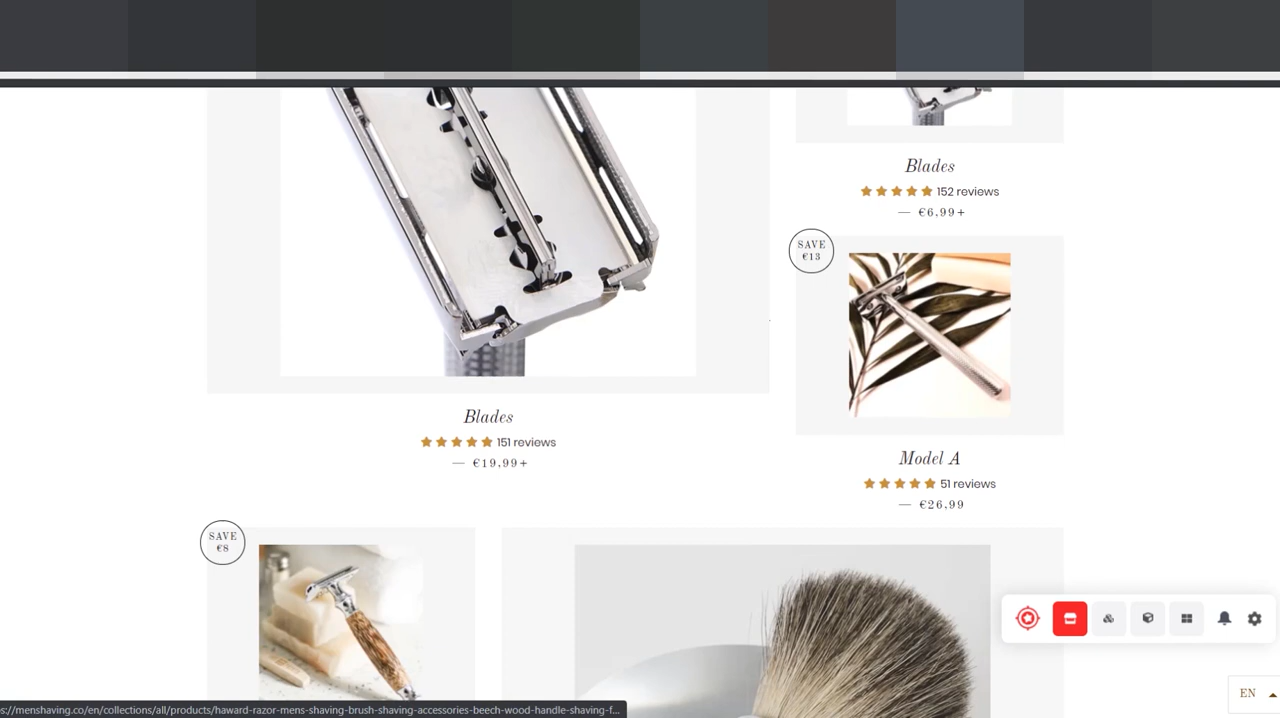 Blades
152 reviews
— €6.99+
SAVE
€13
Blades
151 reviews
— €19.99+
Model A
51 reviews
— €26.99
SAVE
€8
EN
s://menshaving.co/en/collections/all/products/haward-razor-mens-shaving-brush-shaving-accessories-beech-wood-handle-shaving-f...